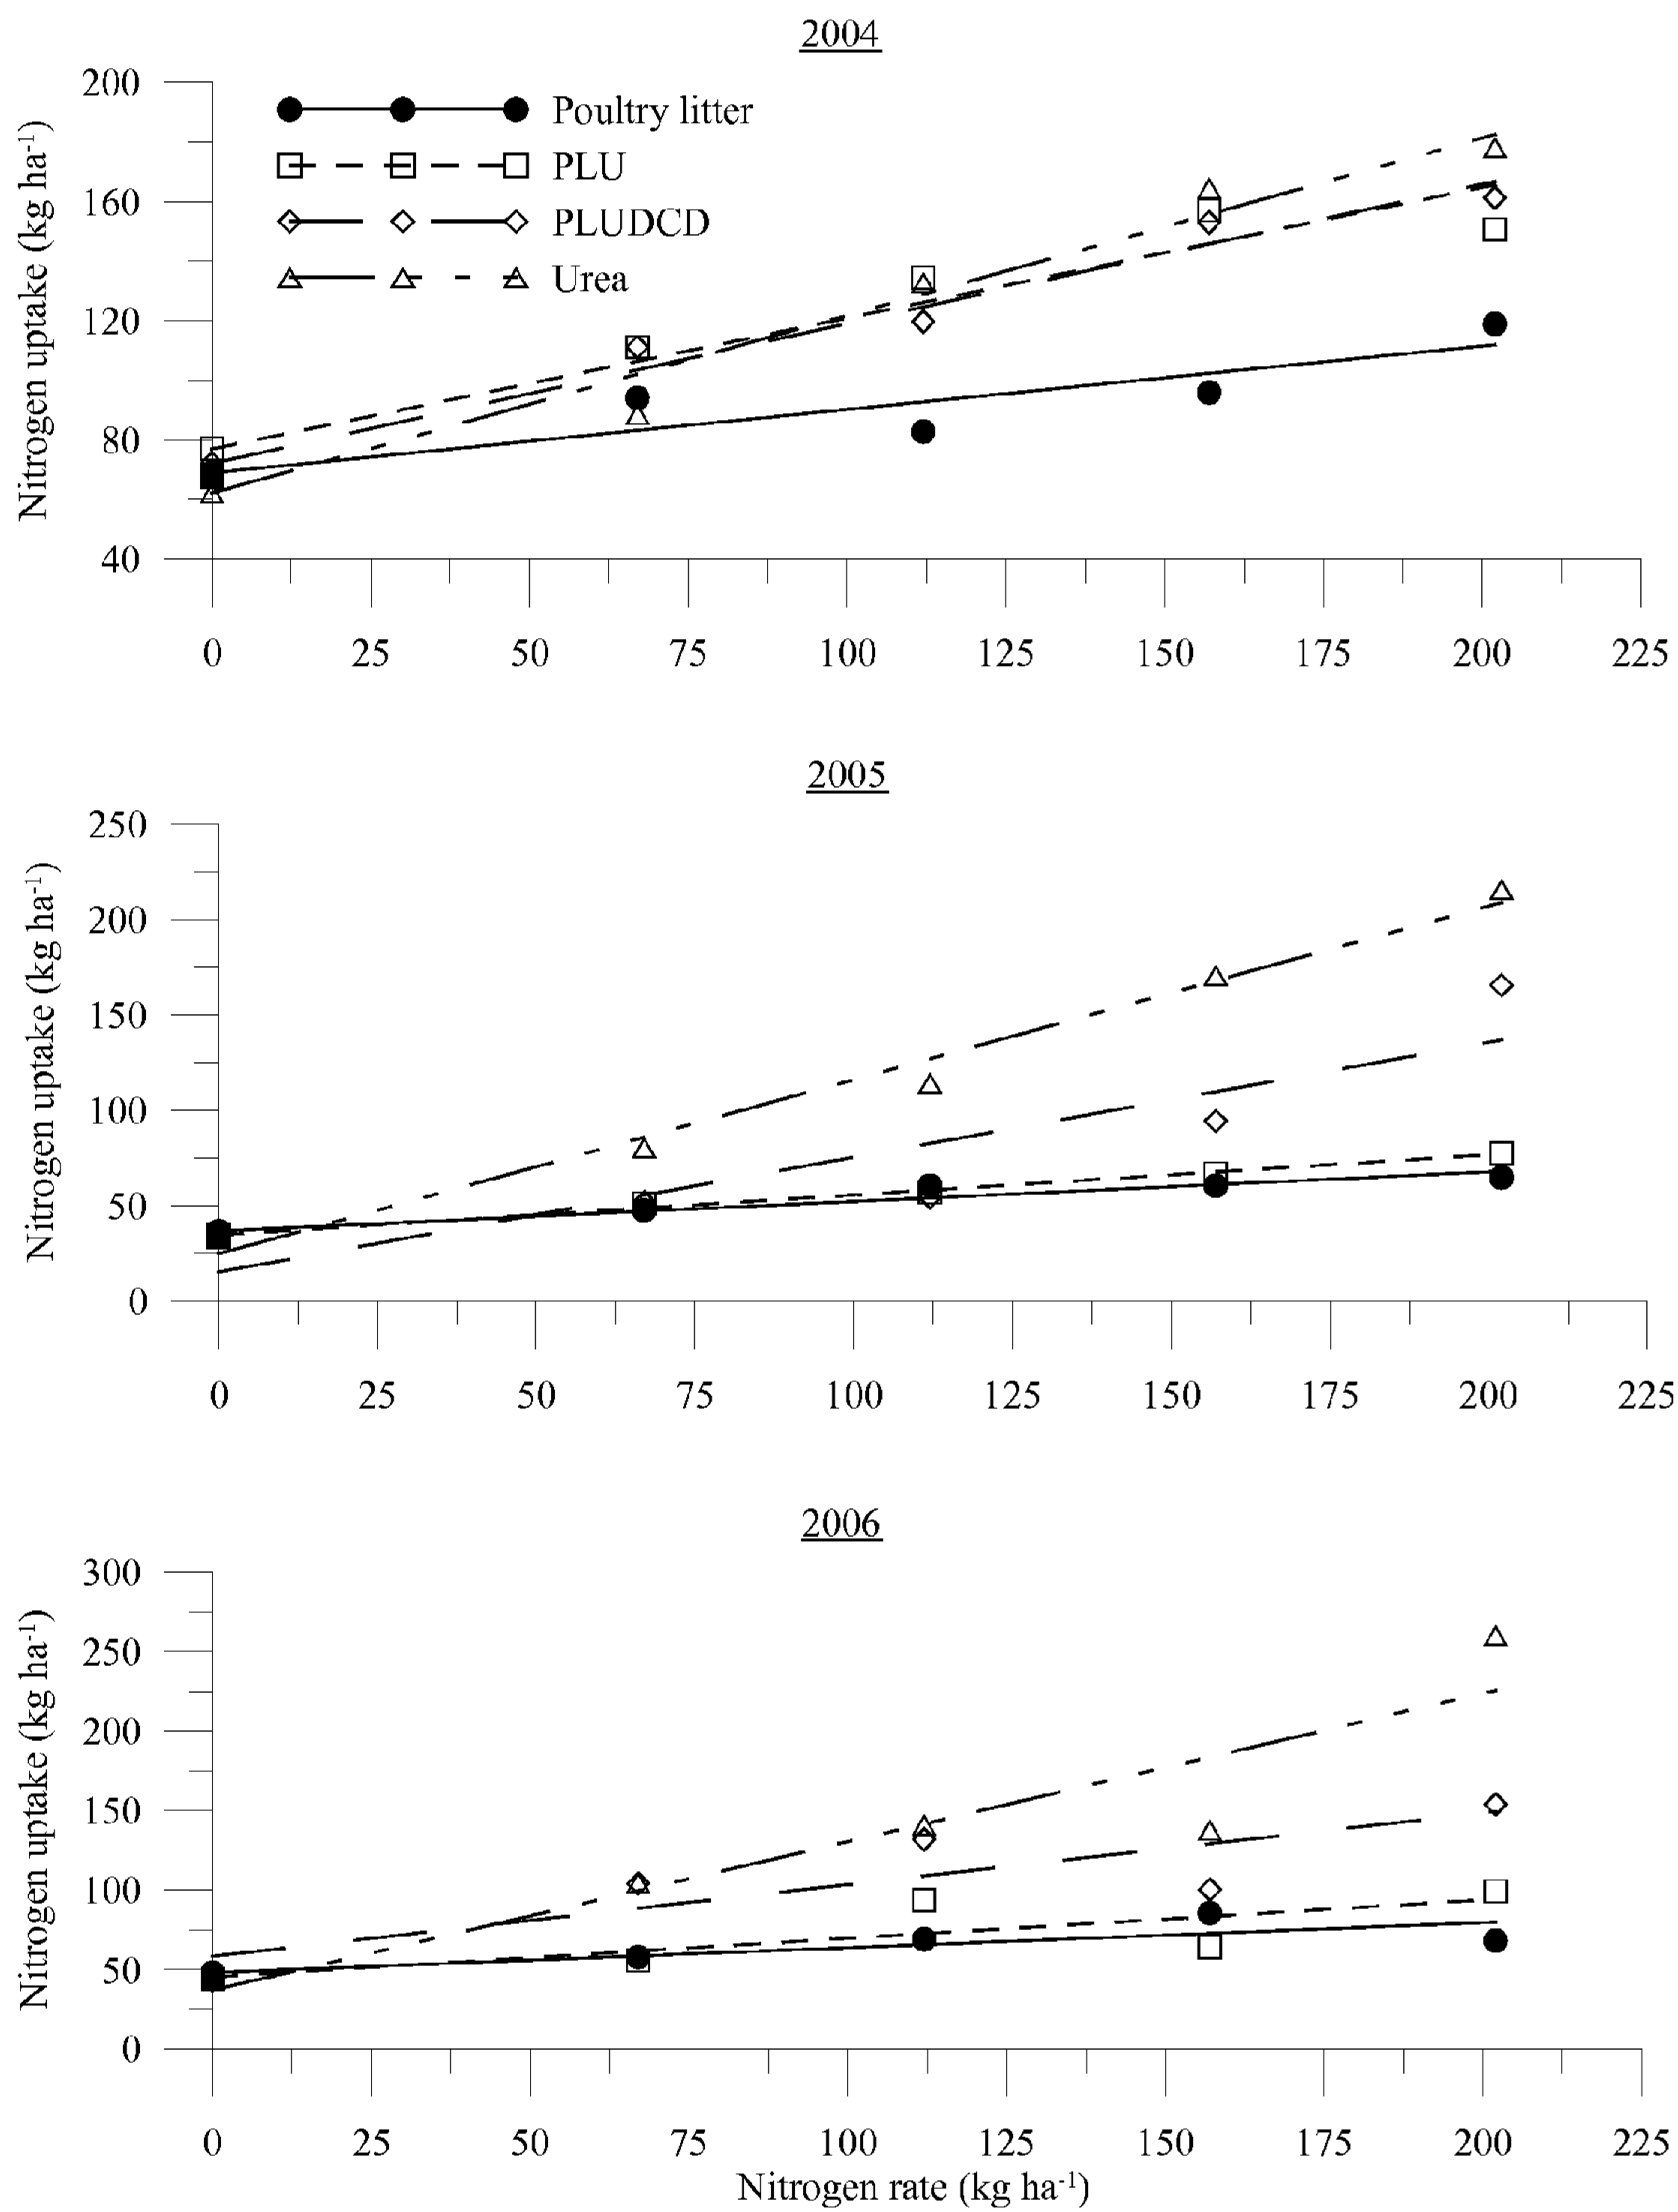 2004
Nitrogen uptake (kg ha-1)
200
160
120
80
40
Poultry litter
PLU
PLUDCD
Urea
0 25 50 75 100 125 150 175 200 225
2005
Nitrogen uptake (kg ha-1)
250
200
150
100
50
0
0 25 50 75 100 125 150 175 200 225
2006
Nitrogen uptake (kg ha-1)
300
250
200
150
100
50
0
0 25 50 75 100 125 150 175 200 225
Nitrogen rate (kg ha-1)